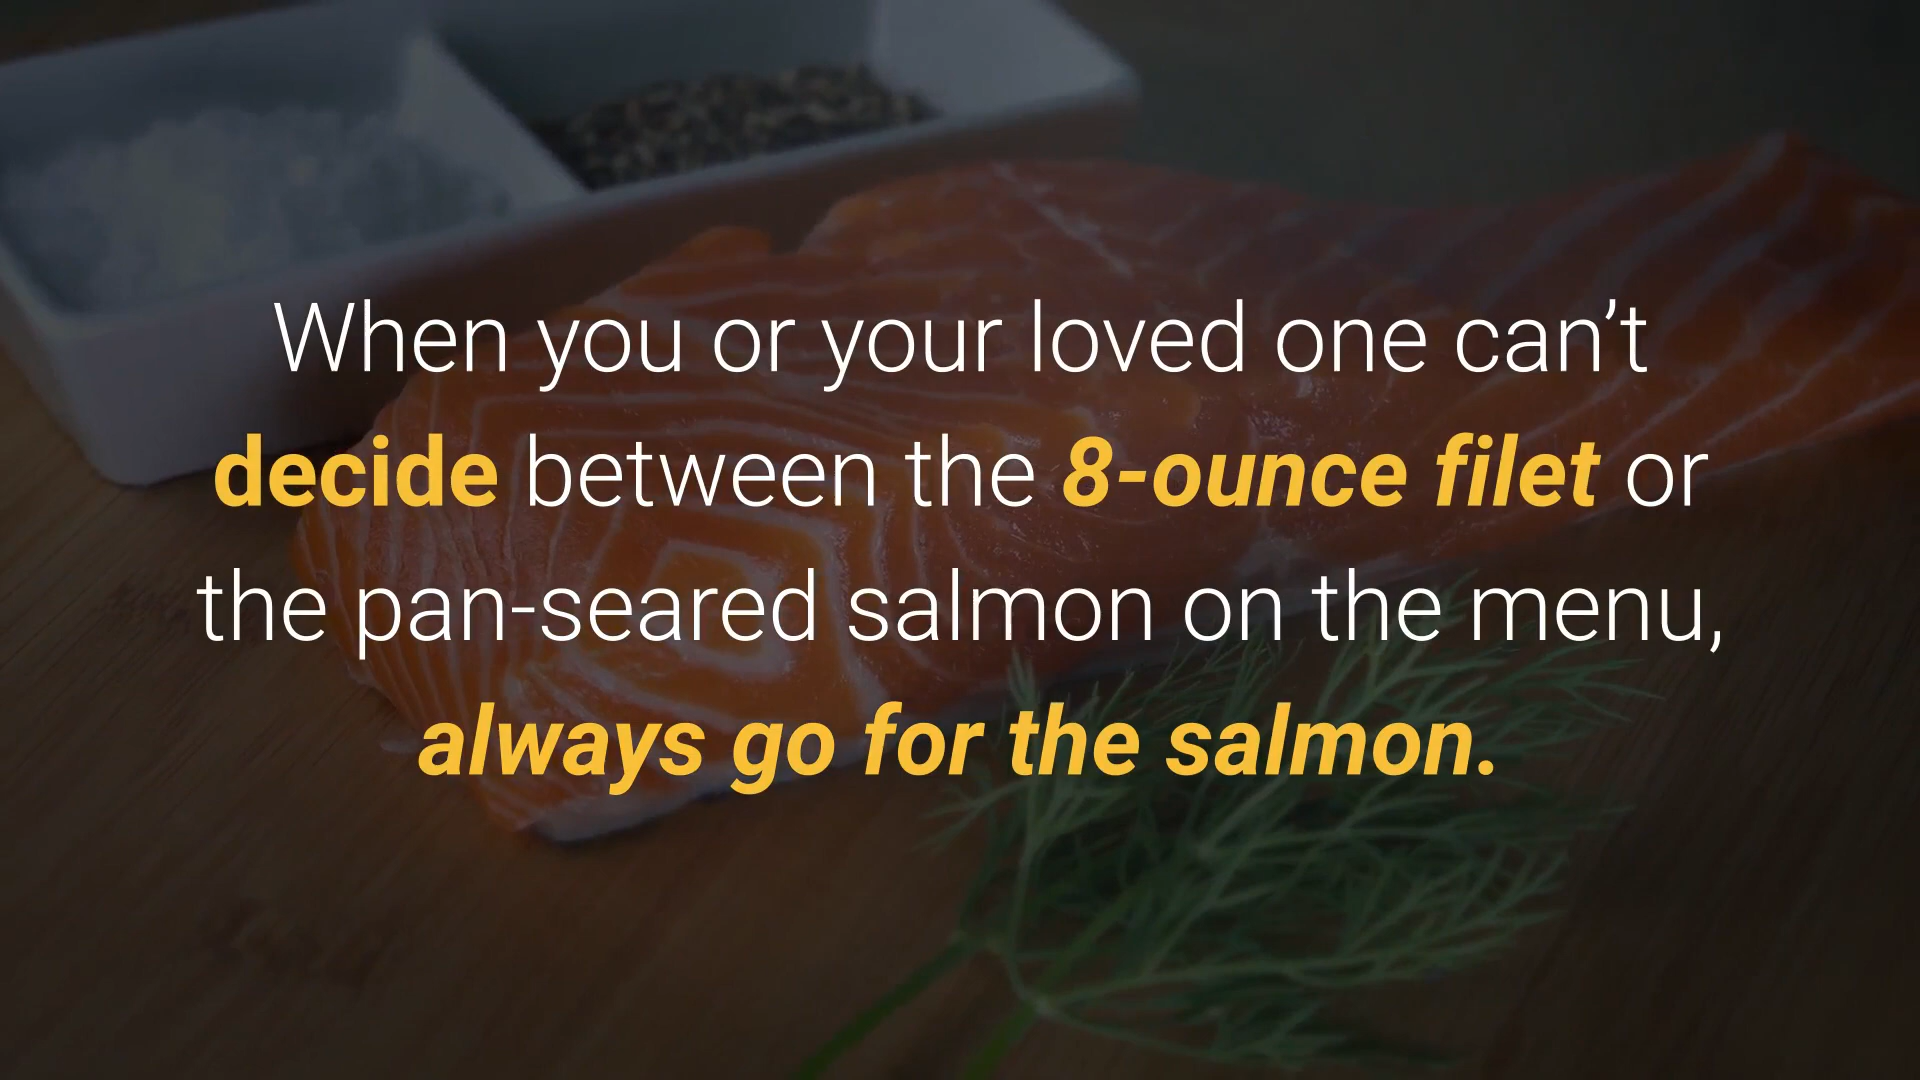 When you or your loved one can’t
decide between the 8-ounce filet or
the pan-seared salmon on the menu,
always go for the salmon.